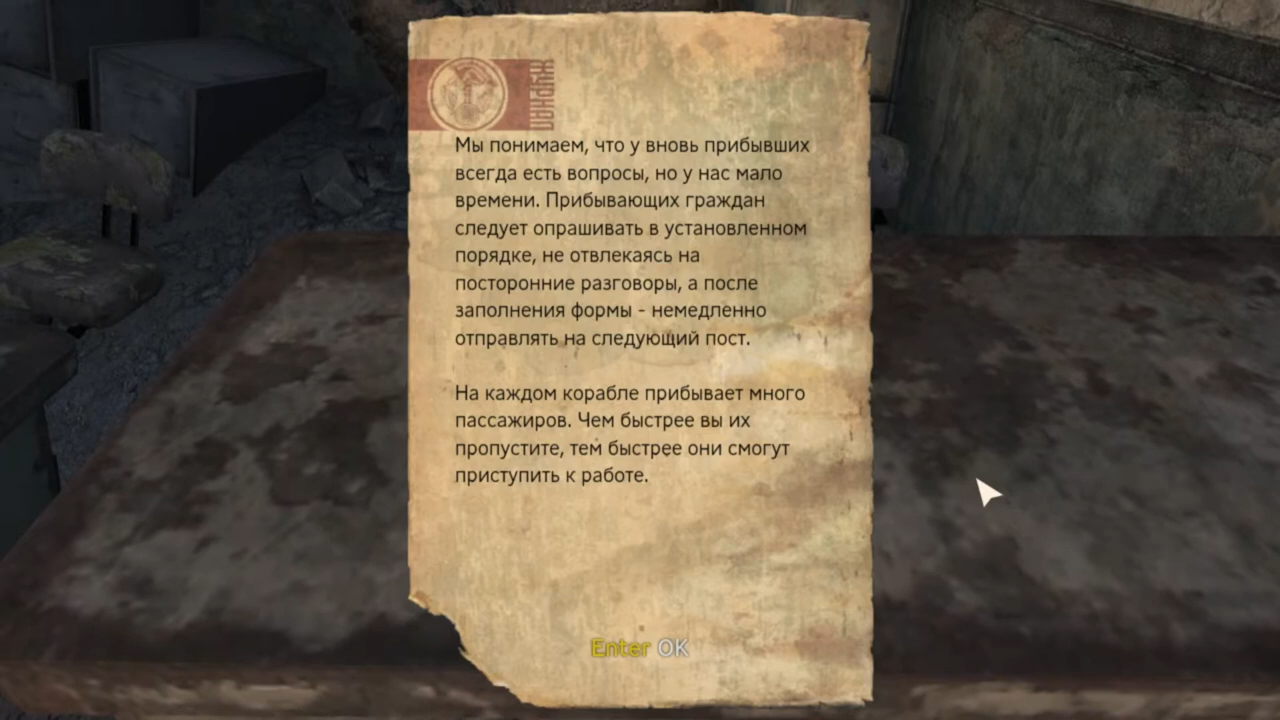 Мы понимаем, что у вновь прибывших
всегда есть вопросы, но у нас мало
времени. Прибывающих граждан
следует опрашивать в установленном
порядке, не отвлекаясь на
посторонние разговоры, а после
заполнения формы - немедленно
отправлять на следующий пост.
На каждом корабле прибывает много
пассажиров. Чем быстрее вы их
пропустите, тем быстрее они смогут
приступить к работе.
Enter OK